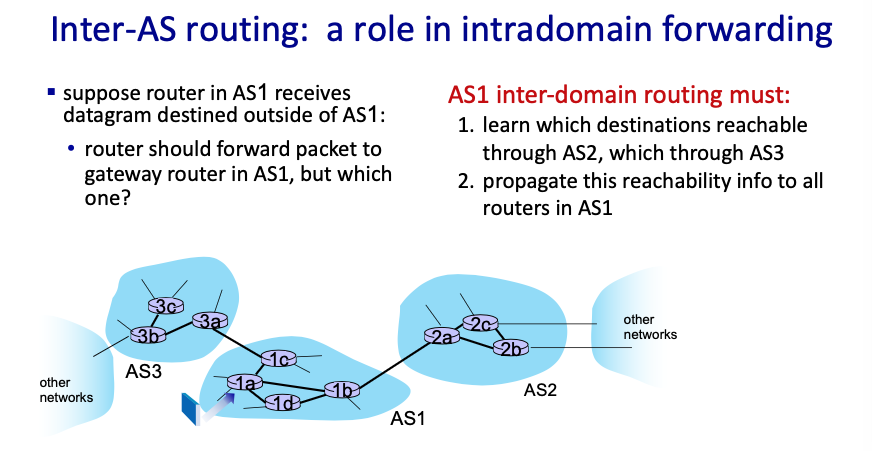 Inter-AS routing: a role in intradomain forwarding
▪ suppose router in AS1 receives
datagram destined outside of AS1:
• router should forward packet to
gateway router in AS1, but which
one?
AS1 inter-domain routing must:
1. learn which destinations reachable
through AS2, which through AS3
2. propagate this reachability info to all
routers in AS1
3c
3a
3b
AS3
other
networks
1c
1a
1b
1d
AS1
2a
2c
2b
AS2
other
networks